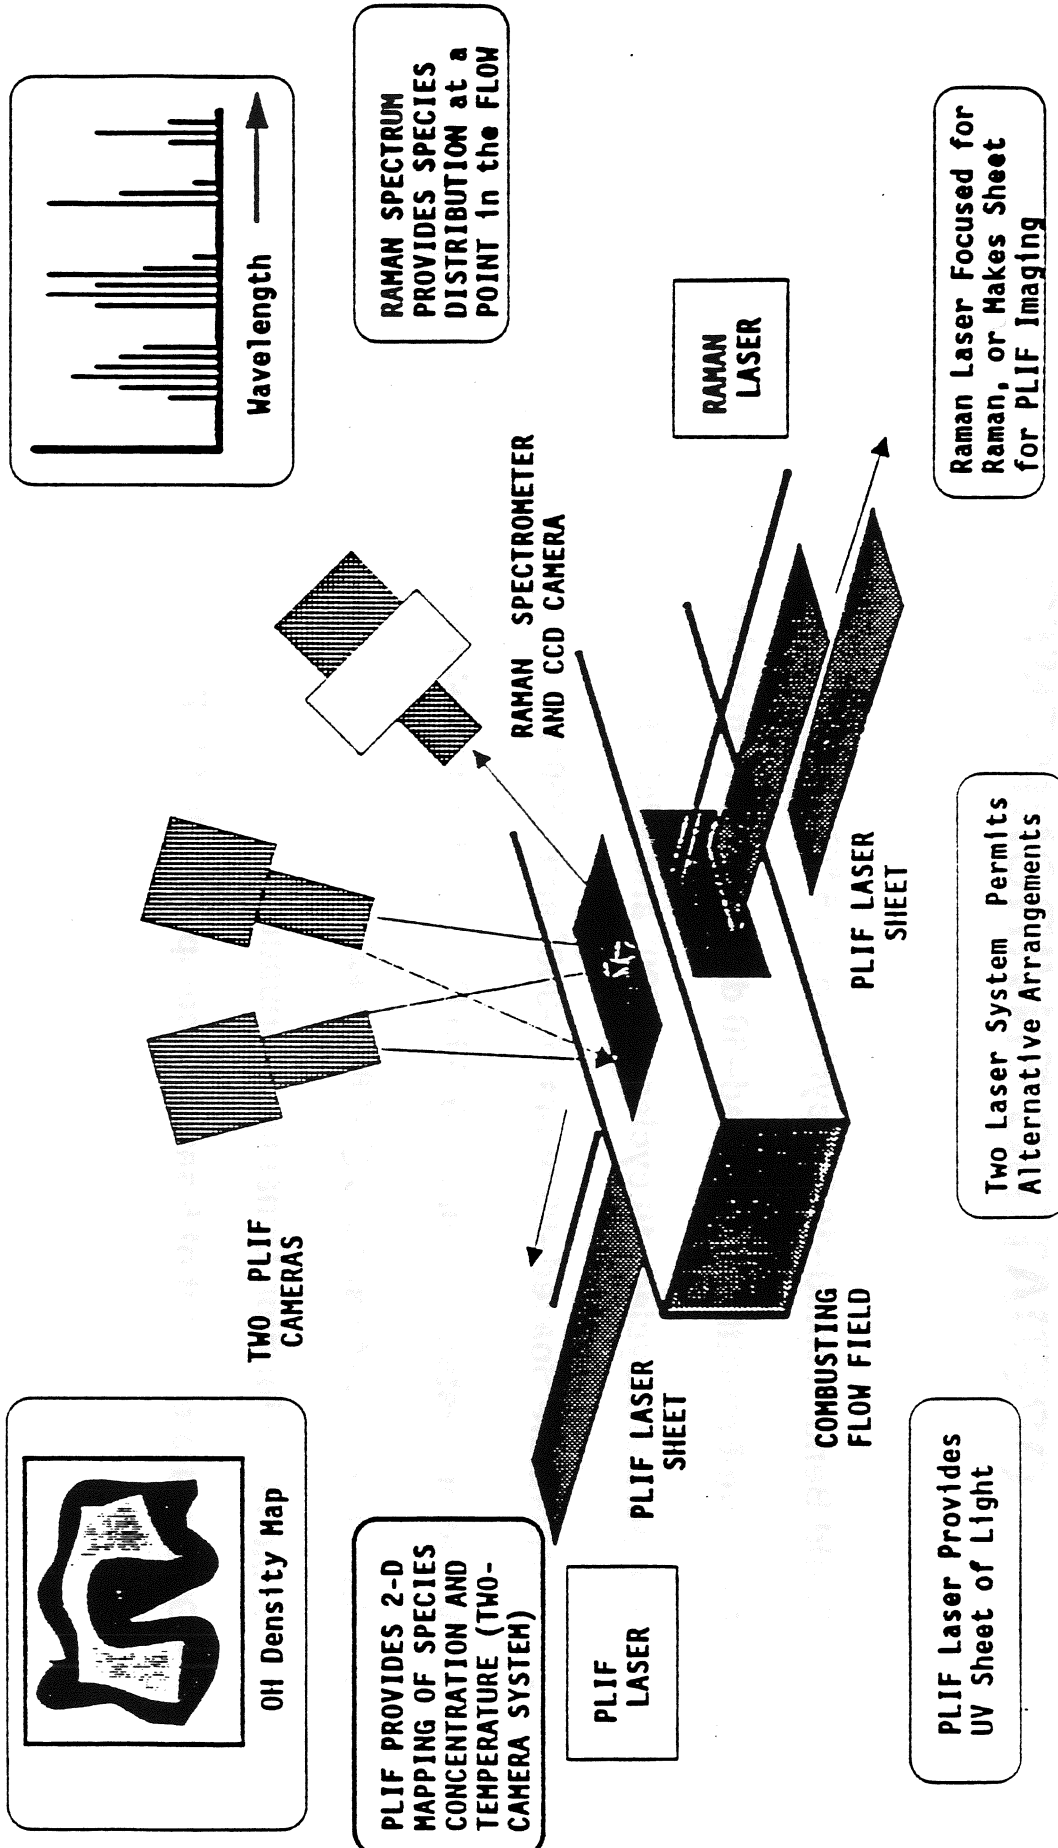 OH Density Map
TWO PLIF
CAMERAS
Wavelength
PLIF PROVIDES 2-D
MAPPING OF SPECIES
CONCENTRATION AND
TEMPERATURE (TWO-
CAMERA SYSTEM)
RAMAN SPECTRUM
PROVIDES SPECIES
DISTRIBUTION at a
POINT in the FLOW
RAMAN SPECTROMETER
AND CCD CAMERA
PLIF
LASER
PLIF LASER
SHEET
RAMAN
LASER
COMBUSTING
FLOW FIELD
PLIF LASER
SHEET
PLIF Laser Provides
UV Sheet of Light
Two Laser System Permits
Alternative Arrangements
Raman Laser Focused for
Raman, or Makes Sheet
for PLIF Imaging